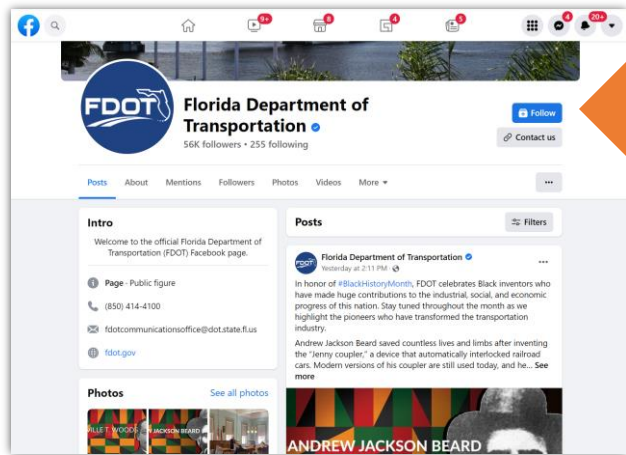 9+
8
4
5
4
20+
FDOT
Florida Department of
Transportation
56K followers • 255 following
Follow
Contact us
Posts About Mentions Followers Photos Videos More
Intro
Welcome to the official Florida Department of
Transportation (FDOT) Facebook page.
Page · Public figure
(850) 414-4100
fdotcommunicationsoffice@dot.state.fl.us
fdot.gov
Photos
See all photos
JACKSON BEARD
Posts
Filters
FDOT
Florida Department of Transportation
Yesterday at 2:11 PM ·
In honor of #BlackHistoryMonth, FDOT celebrates Black inventors who
have made huge contributions to the industrial, social, and economic
progress of this nation. Stay tuned throughout the month as we
highlight the pioneers who have transformed the transportation
industry.
Andrew Jackson Beard saved countless lives and limbs after inventing
the "Jenny coupler," a device that automatically interlocked railroad
cars. Modern versions of his coupler are still used today, and he... See
more
ANDREW JACKSON BEARD